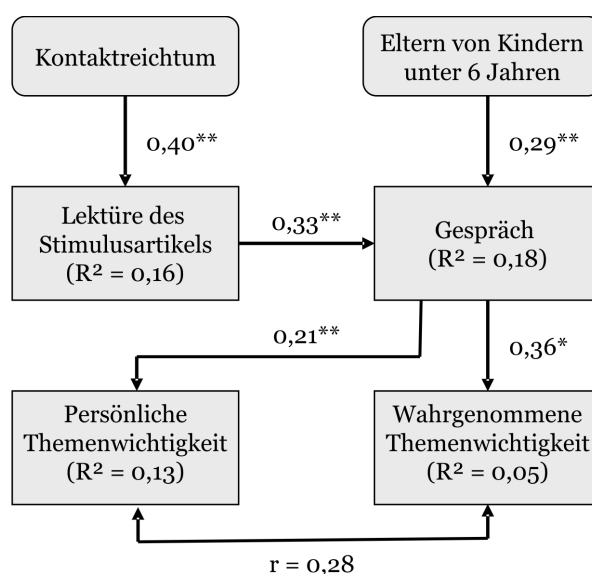 Kontaktreichtum
Eltern von Kindern
unter 6 Jahren
0,40**
0,29**
Lektüre des
Stimulusartikels
(R² = 0,16)
0,33**
Gespräch
(R² = 0,18)
0,21**
0,36*
Persönliche
Themenwichtigkeit
(R² = 0,13)
Wahrgenommene
Themenwichtigkeit
(R² = 0,05)
r = 0,28